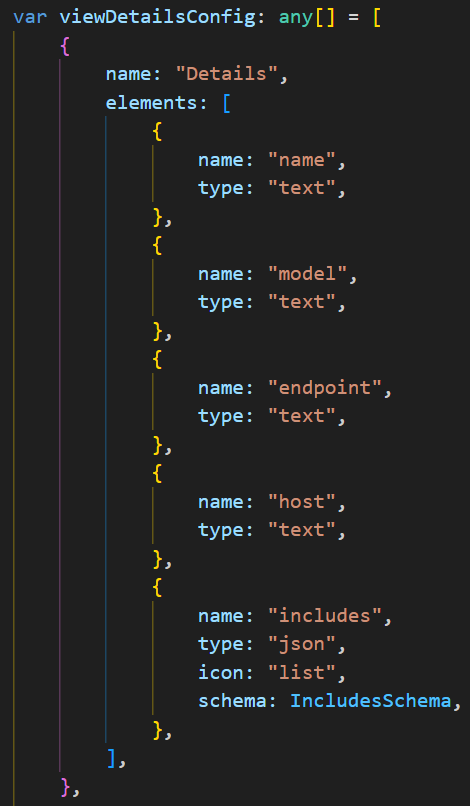 var viewDetailsConfig: any[] = [
    {
        name: "Details",
        elements: [
            {
                name: "name",
                type: "text",
            },
            {
                name: "model",
                type: "text",
            },
            {
                name: "endpoint",
                type: "text",
            },
            {
                name: "host",
                type: "text",
            },
            {
                name: "includes",
                type: "json",
                icon: "list",
                schema: IncludesSchema,
            },
        ],
    },